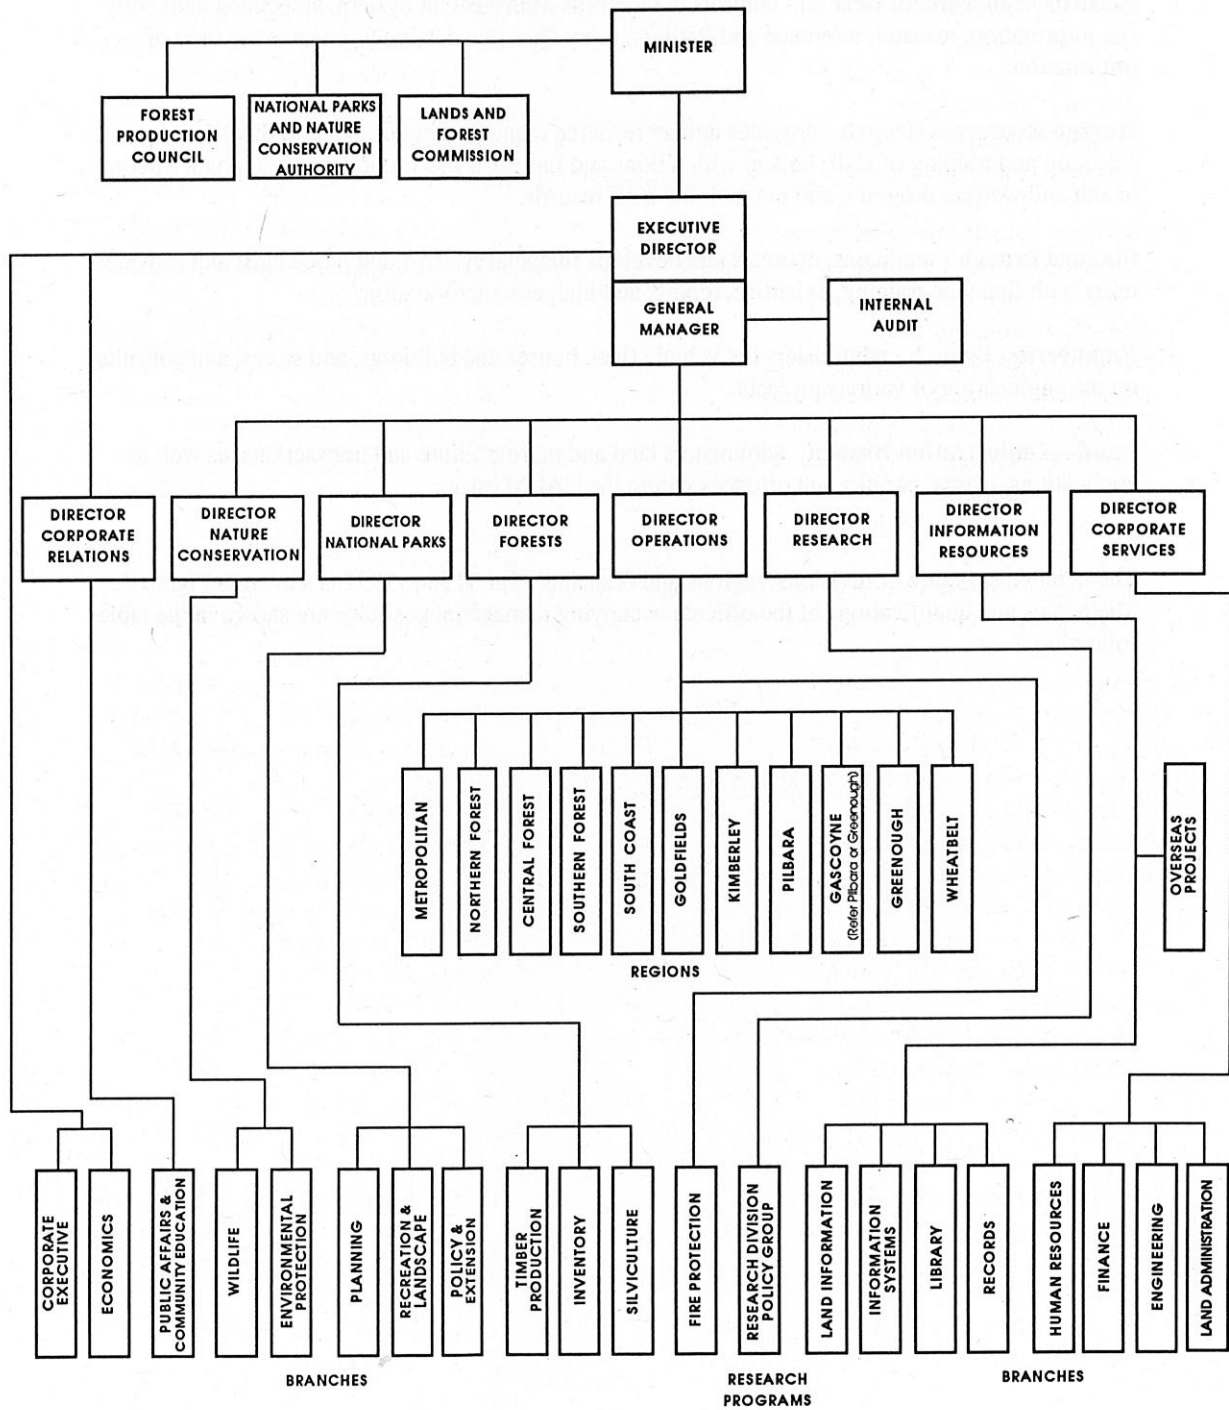 MINISTER
FOREST
PRODUCTION
COUNCIL
NATIONAL PARKS
AND NATURE
CONSERVATION
AUTHORITY
LANDS AND
FOREST
COMMISSION
EXECUTIVE
DIRECTOR
GENERAL
MANAGER
INTERNAL
AUDIT
DIRECTOR
CORPORATE
RELATIONS
DIRECTOR
NATURE
CONSERVATION
DIRECTOR
NATIONAL PARKS
DIRECTOR
FORESTS
DIRECTOR
OPERATIONS
DIRECTOR
RESEARCH
DIRECTOR
INFORMATION
RESOURCES
DIRECTOR
CORPORATE
SERVICES
METROPOLITAN
NORTHERN FOREST
CENTRAL FOREST
SOUTHERN FOREST
SOUTH COAST
GOLDFIELDS
KIMBERLEY
PILBARA
GASCOYNE
(Refer Pilbara or Greenough)
GREENOUGH
WHEATBELT
REGIONS
OVERSEAS
PROJECTS
CORPORATE
EXECUTIVE
ECONOMICS
PUBLIC AFFAIRS &
COMMUNITY EDUCATION
WILDLIFE
ENVIRONMENTAL
PROTECTION
PLANNING
RECREATION &
LANDSCAPE
POLICY &
EXTENSION
TIMBER
PRODUCTION
INVENTORY
SILVICULTURE
FIRE PROTECTION
RESEARCH DIVISION
POLICY GROUP
LAND INFORMATION
INFORMATION
SYSTEMS
LIBRARY
RECORDS
HUMAN RESOURCES
FINANCE
ENGINEERING
LAND ADMINISTRATION
BRANCHES
RESEARCH
PROGRAMS
BRANCHES